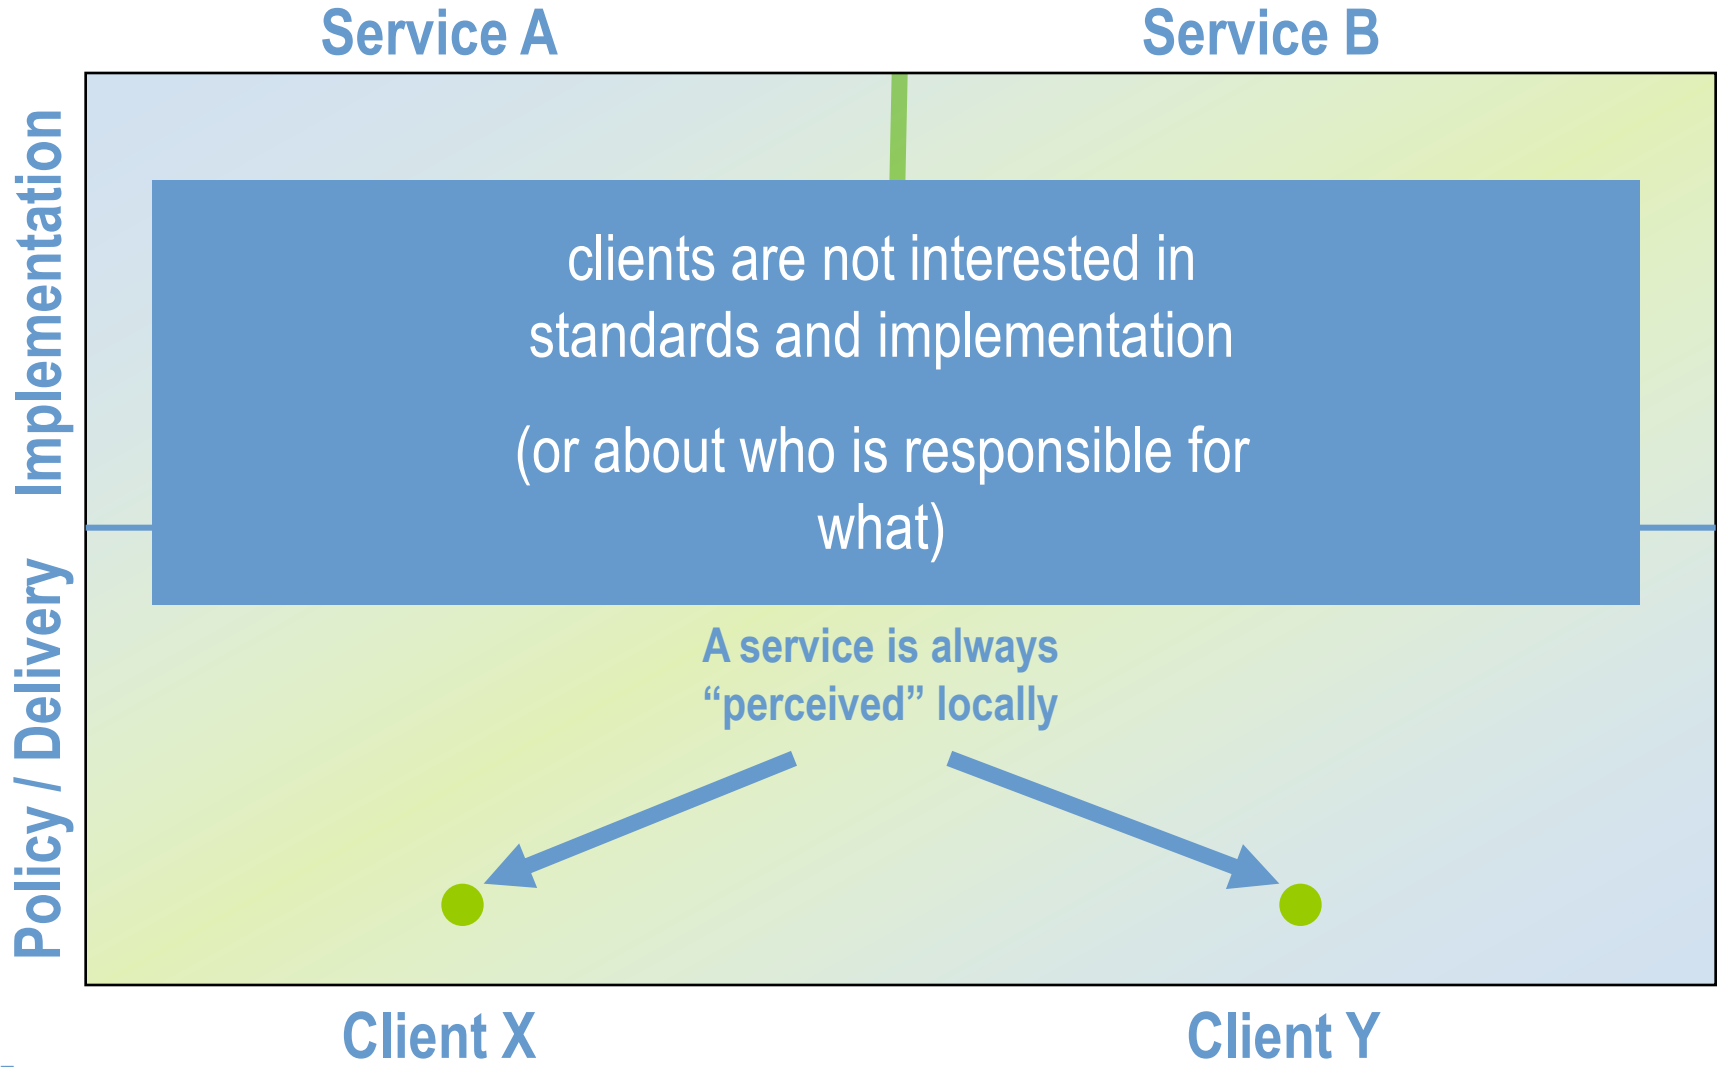 Service A
Service B
Implementation
clients are not interested in
standards and implementation
(or about who is responsible for
what)
Policy / Delivery
A service is always
“perceived” locally
Client X
Client Y